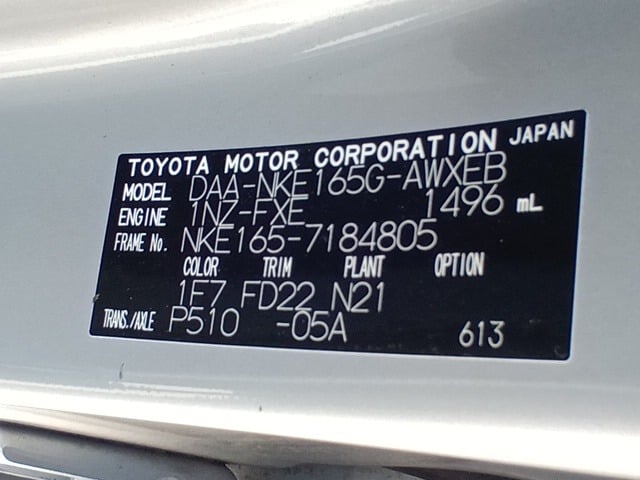 TOYOTA MOTOR CORPORATION JAPAN
MODEL DAA-NKE165G-AWXEB
ENGINE 1NZ-FXE 1496 mL
FRAME No. NKE165-7184805
COLOR TRIM PLANT OPTION
1F7 FD22 N21
TRANS./AXLE P510 -05A 613